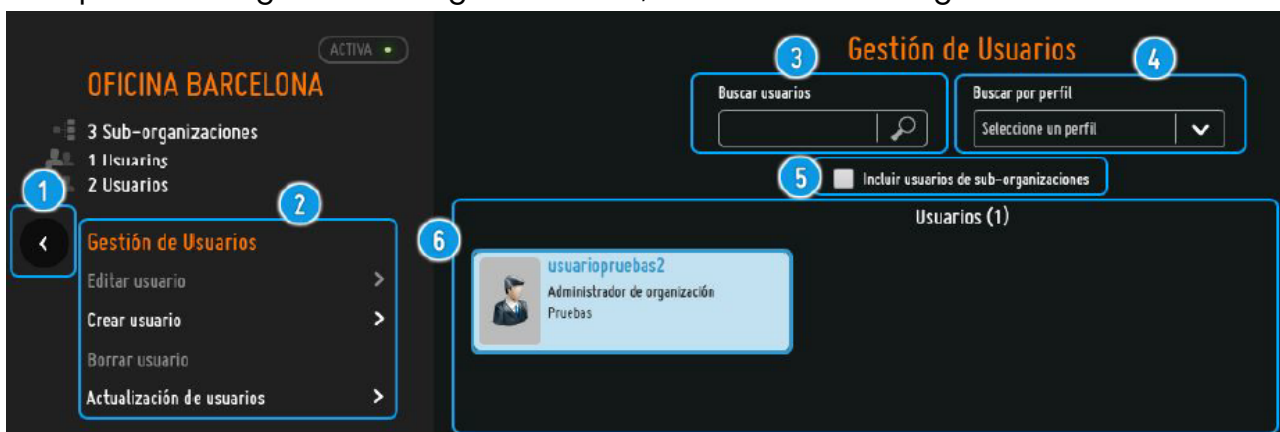 ACTIVA
OFICINA BARCELONA
3 Sub-organizaciones
1 Usuarios
2 Usuarios
1
2
Gestión de Usuarios
Editar usuario
Crear usuario
Borrar usuario
Actualización de usuarios
Gestión de Usuarios
3
Buscar usuarios
4
Buscar por perfil
Seleccione un perfil
5
Incluir usuarios de sub-organizaciones
6
Usuarios (1)
usuariopruebas2
Administrador de organización
Pruebas